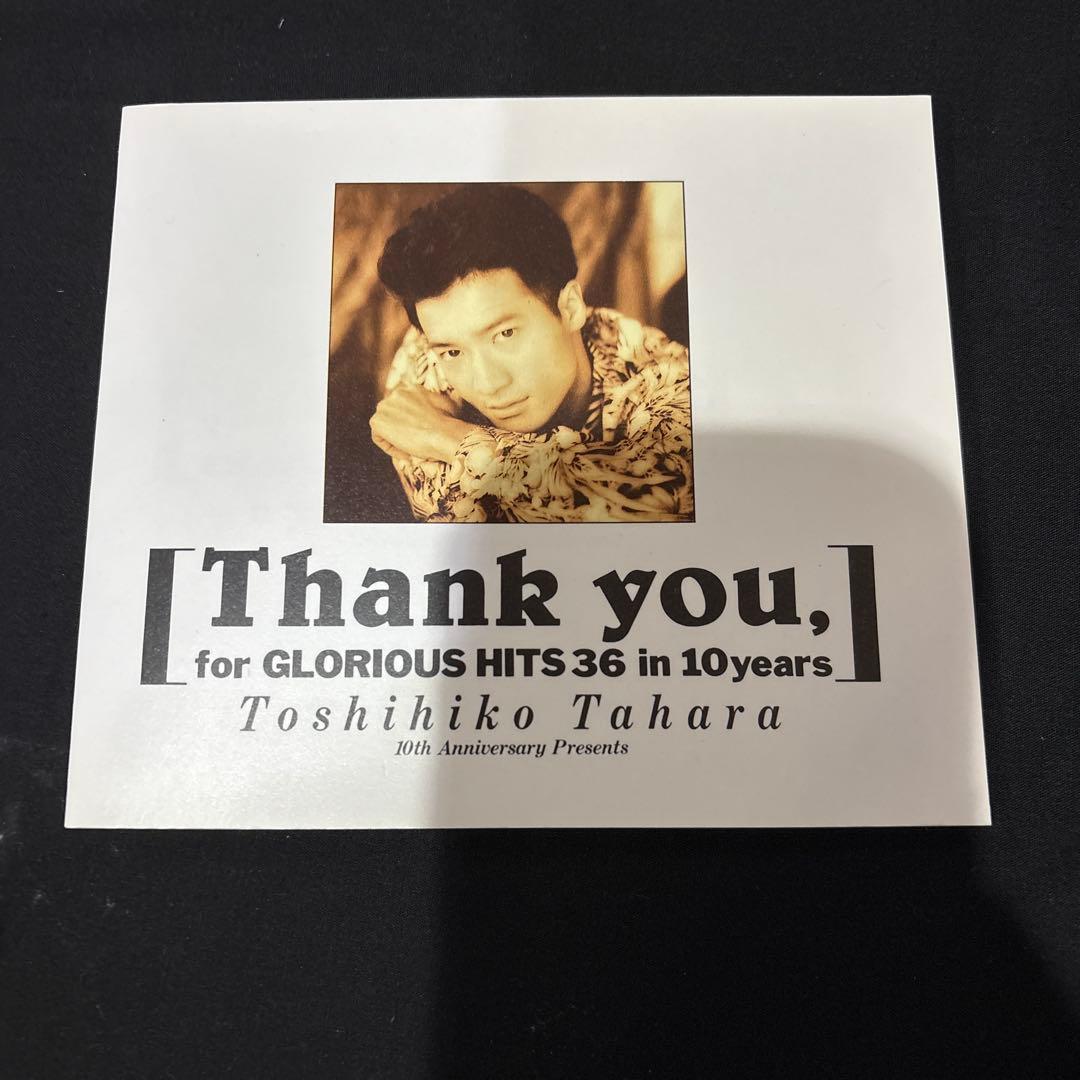 [Thank you,
for GLORIOUS HITS 36 in 10years]
Toshihiko Tahara
10th Anniversary Presents